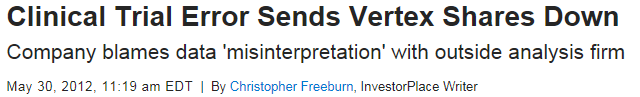 Clinical Trial Error Sends Vertex Shares Down
Company blames data 'misinterpretation' with outside analysis firm
May 30, 2012, 11:19 am EDT | By Christopher Freeburn, InvestorPlace Writer